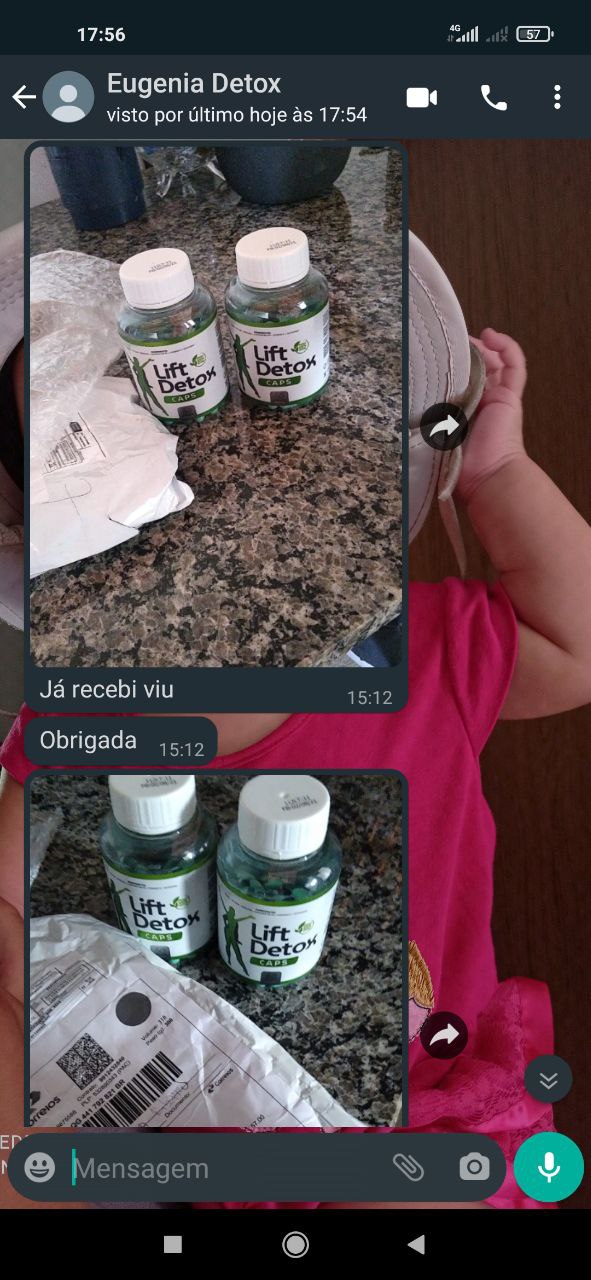 17:56
4G
57
Eugenia Detox
visto por último hoje às 17:54
Lift
Detox
CAPS
Lift
Detox
CAPS
Já recebi viu
15:12
Obrigada
15:12
Lift
Detox
CAPS
Lift
Detox
CAPS
Correios
Mensagem